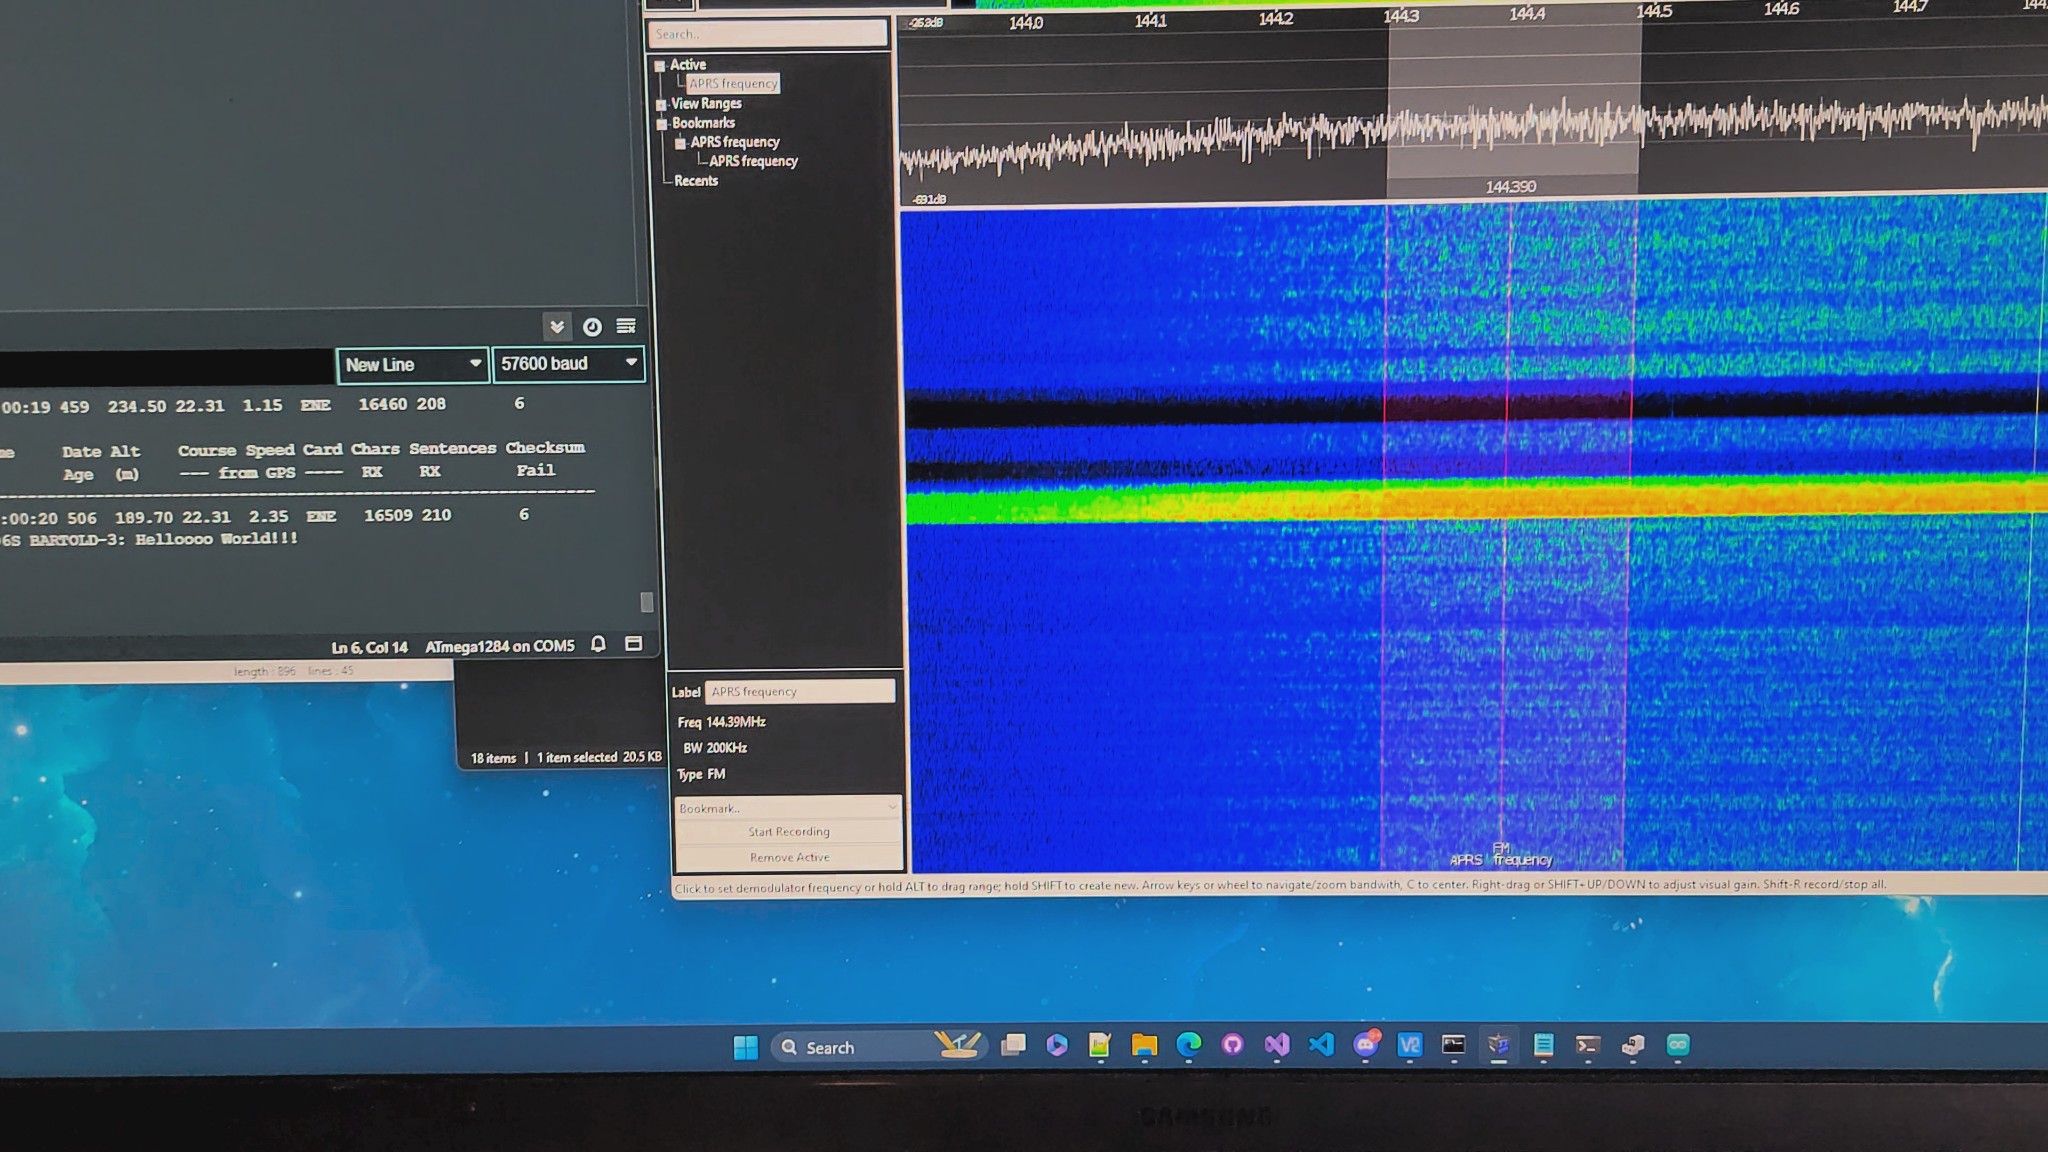 New Line
57600 baud
00:19 459 234.50 22.31 1.15 ENE 16460 208 6
Date Alt Course Speed Card Chars Sentences Checksum
Age (m) --- from GPS ---- RX RX Fail
:00:20 506 189.70 22.31 2.35 ENE 16509 210 6
6S BARTOLD-3: Helloooo World!!!
Ln 6, Col 14 ATmega1284 on COM5
length : 896 lines : 45
18 items | 1 item selected 20.5 KB
Search..
Active
APRS frequency
View Ranges
Bookmarks
APRS frequency
APRS frequency
Recents
Label APRS frequency
Freq 144.39MHz
BW 200KHz
Type FM
Bookmark..
Start Recording
Remove Active
144.0 144.1 144.2 144.3 144.4 144.5 144.6 144.7
144.390
FM
APRS frequency
Click to set demodulator frequency or hold ALT to drag range; hold SHIFT to create new. Arrow keys or wheel to navigate/zoom bandwith, C to center. Right-drag or SHIFT+UP/DOWN to adjust visual gain. Shift-R record/stop all.
Search
SAMSUNG